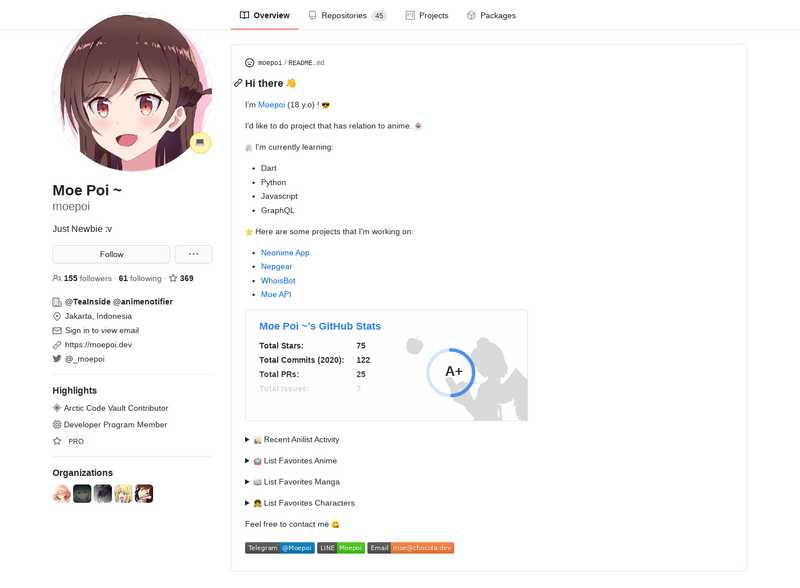 Overview
Repositories 45
Projects
Packages
Moe Poi ~
moepoi
Just Newbie :v
Follow
155 followers · 61 following · 369
@TeaInside @animenotifier
Jakarta, Indonesia
Sign in to view email
https://moepoi.dev
@_moepoi
Highlights
Arctic Code Vault Contributor
Developer Program Member
PRO
Organizations
moepoi / README.md
Hi there 👋
I'm Moepoi (18 y.o) ! 😎
I'd like to do project that has relation to anime.
I'm currently learning:
Dart
Python
Javascript
GraphQL
⭐ Here are some projects that I'm working on:
Neonime App
Nepgear
WhoisBot
Moe API
Moe Poi ~'s GitHub Stats
Total Stars: 75
Total Commits (2020): 122
Total PRs: 25
Total Issues: 7
A+
Recent Anilist Activity
List Favorites Anime
List Favorites Manga
List Favorites Characters
Feel free to contact me 😋
Telegram @Moepoi LINE Moepoi Email moe@chocola.dev